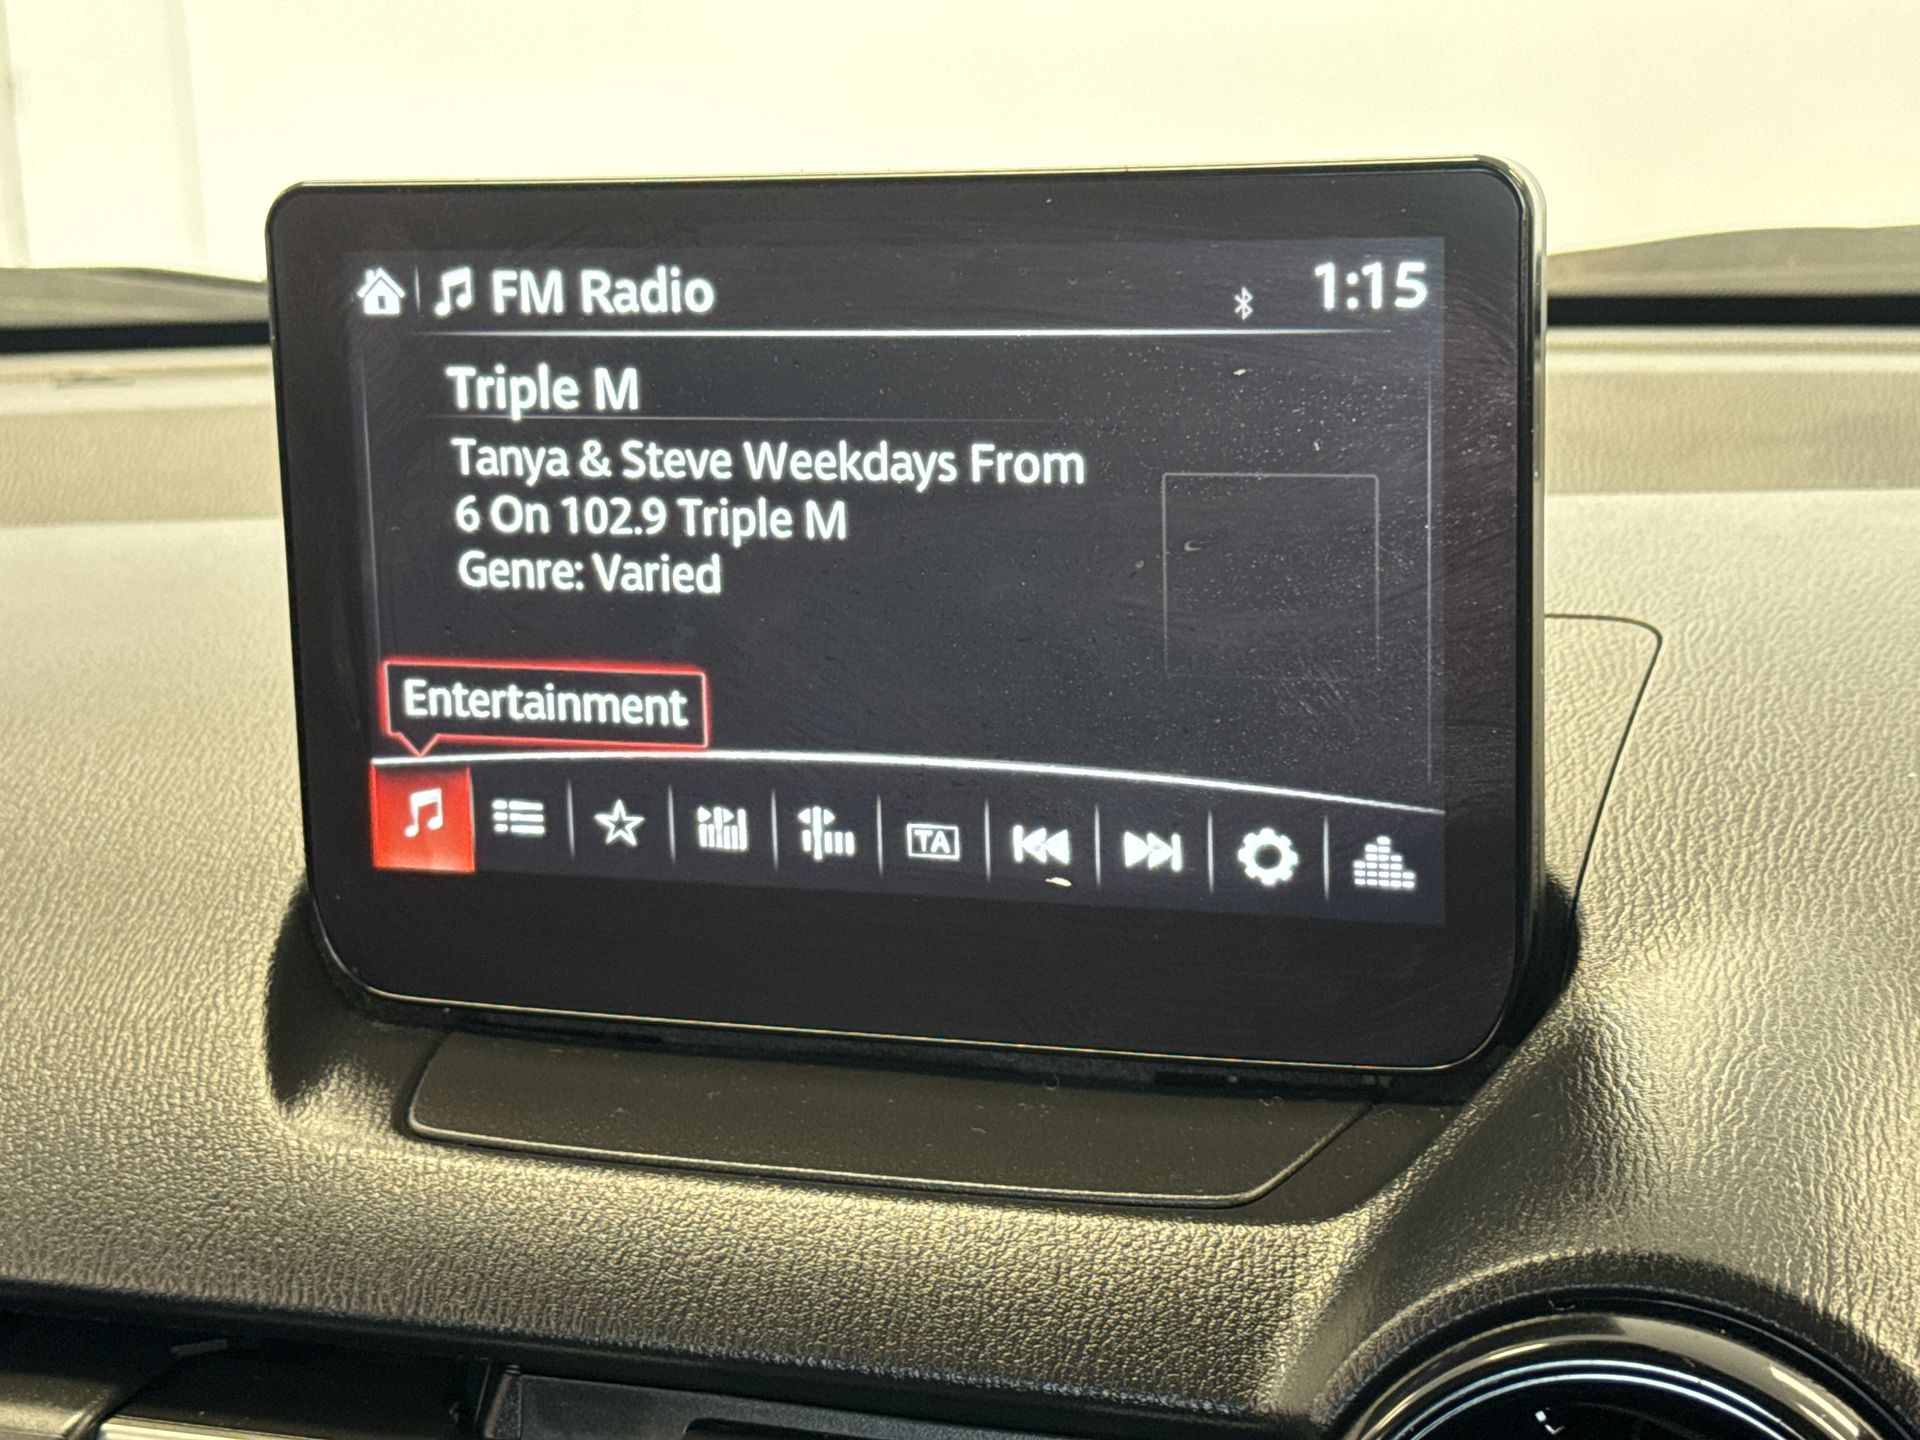 FM Radio
1:15
Triple M
Tanya & Steve Weekdays From
6 On 102.9 Triple M
Genre: Varied
Entertainment
TA